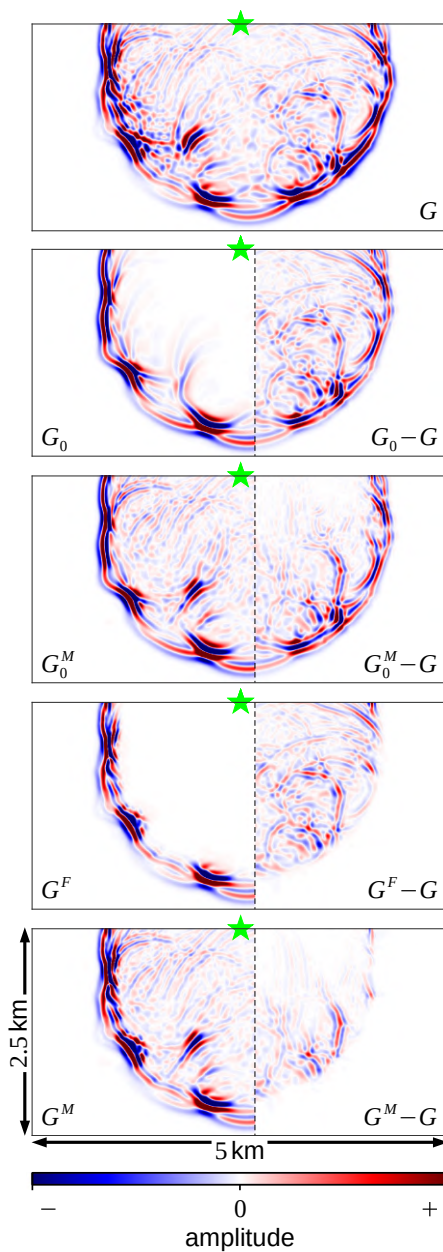 G
G₀ G₀−G
G₀ᴹ G₀ᴹ−G
Gᶠ Gᶠ−G
2.5 km
Gᴹ Gᴹ−G
5 km
− 0 +
amplitude